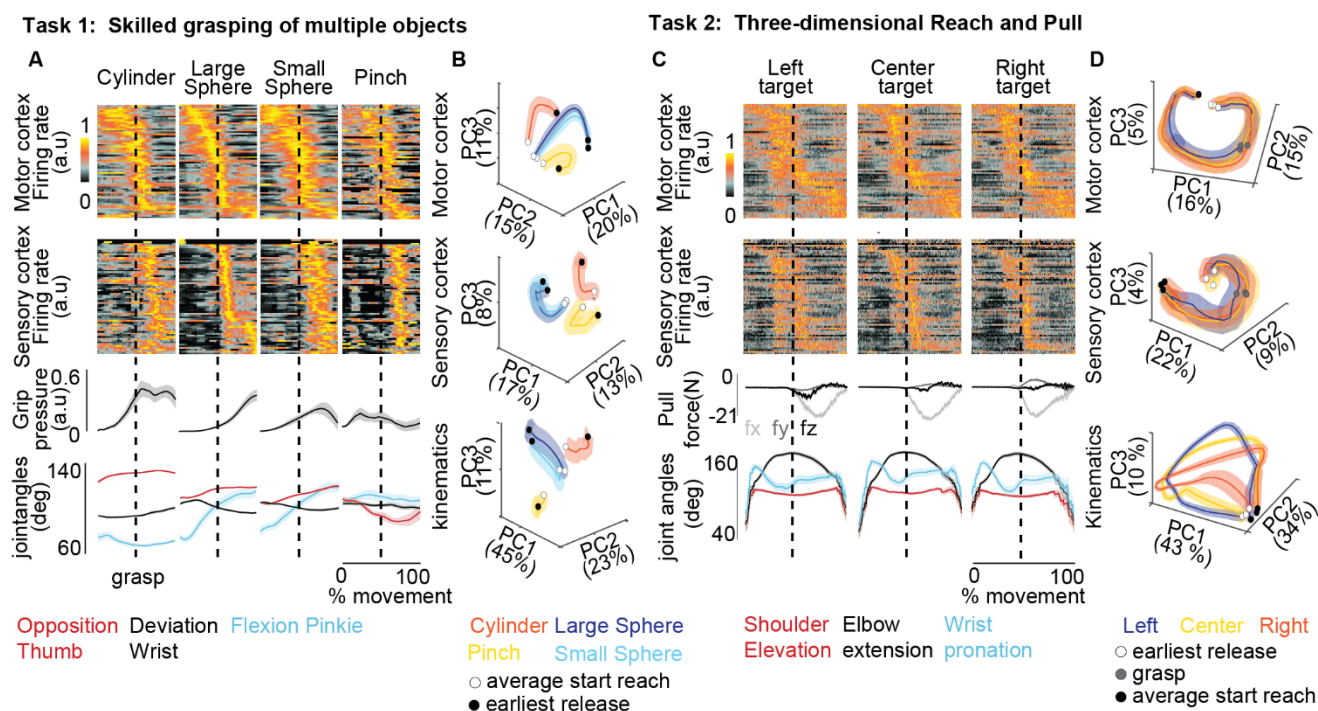 Task 1: Skilled grasping of multiple objects
A
Cylinder
Large
Sphere
Small
Sphere
Pinch
Motor cortex
Firing rate
(a.u)
1
0
Sensory cortex
Firing rate
(a.u)
Grip
pressure
(a.u)
0.6
0
jointangles
(deg)
140
60
grasp
0 100
% movement
Opposition
Thumb
Deviation
Wrist
Flexion Pinkie
B
Motor cortex
PC3
(11%)
PC2
(15%)
PC1
(20%)
Sensory cortex
PC3
(8%)
PC1
(17%)
PC2
(13%)
kinematics
PC3
(11%)
PC1
(45%)
PC2
(23%)
Cylinder Large Sphere
Pinch Small Sphere
average start reach
earliest release
Task 2: Three-dimensional Reach and Pull
C
Left
target
Center
target
Right
target
Motor cortex
Firing rate
(a.u)
1
0
Sensory cortex
Firing rate
(a.u)
Pull
force(N)
0
-21
fx fy fz
joint angles
(deg)
160
40
0 100
% movement
Shoulder
Elevation
Elbow
extension
Wrist
pronation
D
Motor cortex
PC3
(5%)
PC1
(16%)
PC2
(15%)
Sensory cortex
PC3
(4%)
PC1
(22%)
PC2
(9%)
Kinematics
PC3
(10 %)
PC1
(43 %)
PC2
(34%)
Left Center Right
earliest release
grasp
average start reach